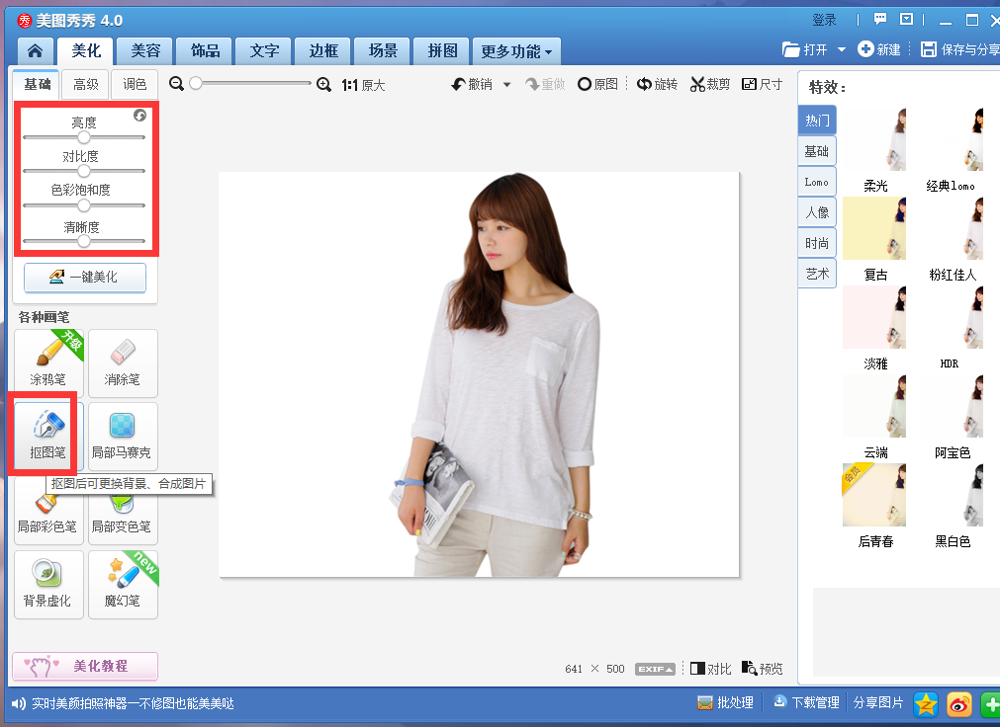 秀 美图秀秀 4.0 登录
美化 美容 饰品 文字 边框 场景 拼图 更多功能 打开 新建 保存与分享
基础 高级 调色 1:1 原大 撤销 重做 原图 旋转 裁剪 尺寸
特效:
亮度
对比度
色彩饱和度
清晰度
一键美化
各种画笔
升级
涂鸦笔 消除笔
抠图笔 局部马赛克
抠图后可更换背景、合成图片
局部彩色笔 局部变色笔
new
背景虚化 魔幻笔
美化教程
热门
基础
Lomo
人像
时尚
艺术
柔光 经典lomo
复古 粉红佳人
淡雅 HDR
云端 阿宝色
会员
后青春 黑白色
641 × 500 EXIF 对比 预览
实时美颜拍照神器一不修图也能美美哒 批处理 下载管理 分享图片